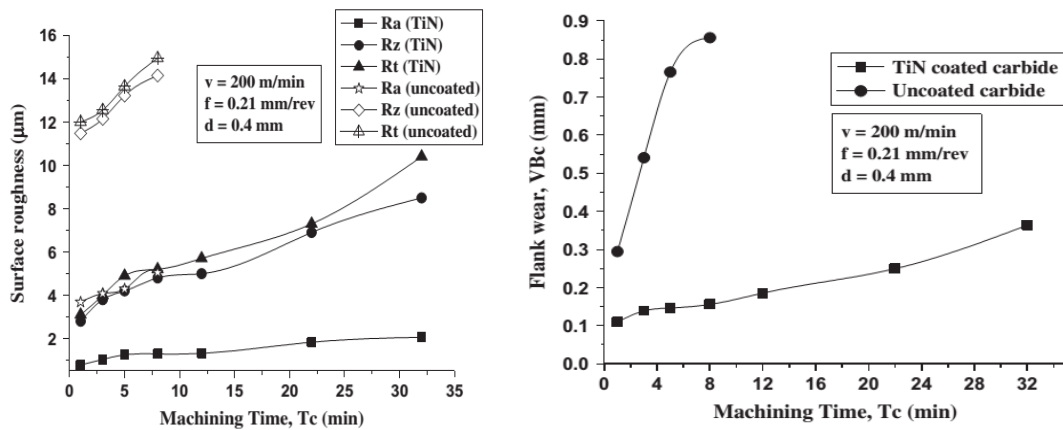 16
14
12
10
8
6
4
2
Surface roughness (μm)
v = 200 m/min
f = 0.21 mm/rev
d = 0.4 mm
Ra (TiN)
Rz (TiN)
Rt (TiN)
Ra (uncoated)
Rz (uncoated)
Rt (uncoated)
0 5 10 15 20 25 30 35
Machining Time, Tc (min)
0.9
0.8
0.7
0.6
0.5
0.4
0.3
0.2
0.1
0.0
Flank wear, VBc (mm)
TiN coated carbide
Uncoated carbide
v = 200 m/min
f = 0.21 mm/rev
d = 0.4 mm
0 4 8 12 16 20 24 28 32
Machining Time, Tc (min)